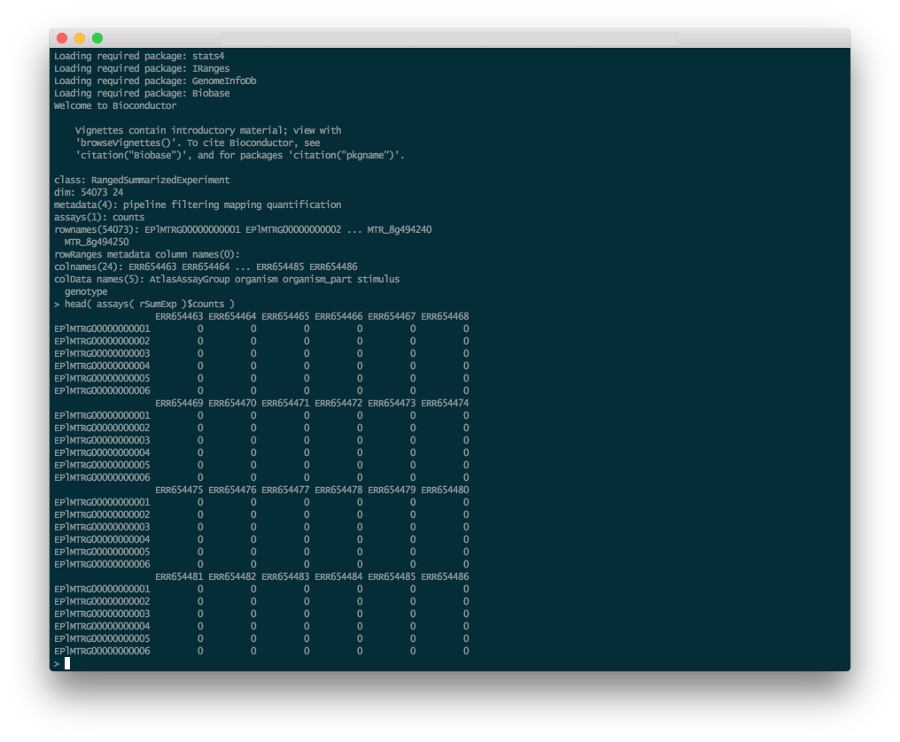 Loading required package: stats4
Loading required package: IRanges
Loading required package: GenomeInfoDb
Loading required package: Biobase
Welcome to Bioconductor
Vignettes contain introductory material; view with
'browseVignettes()'. To cite Bioconductor, see
'citation("Biobase")', and for packages 'citation("pkgname")'.
class: RangedSummarizedExperiment
dim: 54073 24
metadata(4): pipeline filtering mapping quantification
assays(1): counts
rownames(54073): EPlMTRG00000000001 EPlMTRG00000000002 ... MTR_8g494240
MTR_8g494250
rowRanges metadata column names(0):
colnames(24): ERR654463 ERR654464 ... ERR654485 ERR654486
colData names(5): AtlasAssayGroup organism organism_part stimulus
genotype
> head( assays( rSumExp )$counts )
ERR654463 ERR654464 ERR654465 ERR654466 ERR654467 ERR654468
EPlMTRG00000000001 0 0 0 0 0 0
EPlMTRG00000000002 0 0 0 0 0 0
EPlMTRG00000000003 0 0 0 0 0 0
EPlMTRG00000000004 0 0 0 0 0 0
EPlMTRG00000000005 0 0 0 0 0 0
EPlMTRG00000000006 0 0 0 0 0 0
ERR654469 ERR654470 ERR654471 ERR654472 ERR654473 ERR654474
EPlMTRG00000000001 0 0 0 0 0 0
EPlMTRG00000000002 0 0 0 0 0 0
EPlMTRG00000000003 0 0 0 0 0 0
EPlMTRG00000000004 0 0 0 0 0 0
EPlMTRG00000000005 0 0 0 0 0 0
EPlMTRG00000000006 0 0 0 0 0 0
ERR654475 ERR654476 ERR654477 ERR654478 ERR654479 ERR654480
EPlMTRG00000000001 0 0 0 0 0 0
EPlMTRG00000000002 0 0 0 0 0 0
EPlMTRG00000000003 0 0 0 0 0 0
EPlMTRG00000000004 0 0 0 0 0 0
EPlMTRG00000000005 0 0 0 0 0 0
EPlMTRG00000000006 0 0 0 0 0 0
ERR654481 ERR654482 ERR654483 ERR654484 ERR654485 ERR654486
EPlMTRG00000000001 0 0 0 0 0 0
EPlMTRG00000000002 0 0 0 0 0 0
EPlMTRG00000000003 0 0 0 0 0 0
EPlMTRG00000000004 0 0 0 0 0 0
EPlMTRG00000000005 0 0 0 0 0 0
EPlMTRG00000000006 0 0 0 0 0 0
>